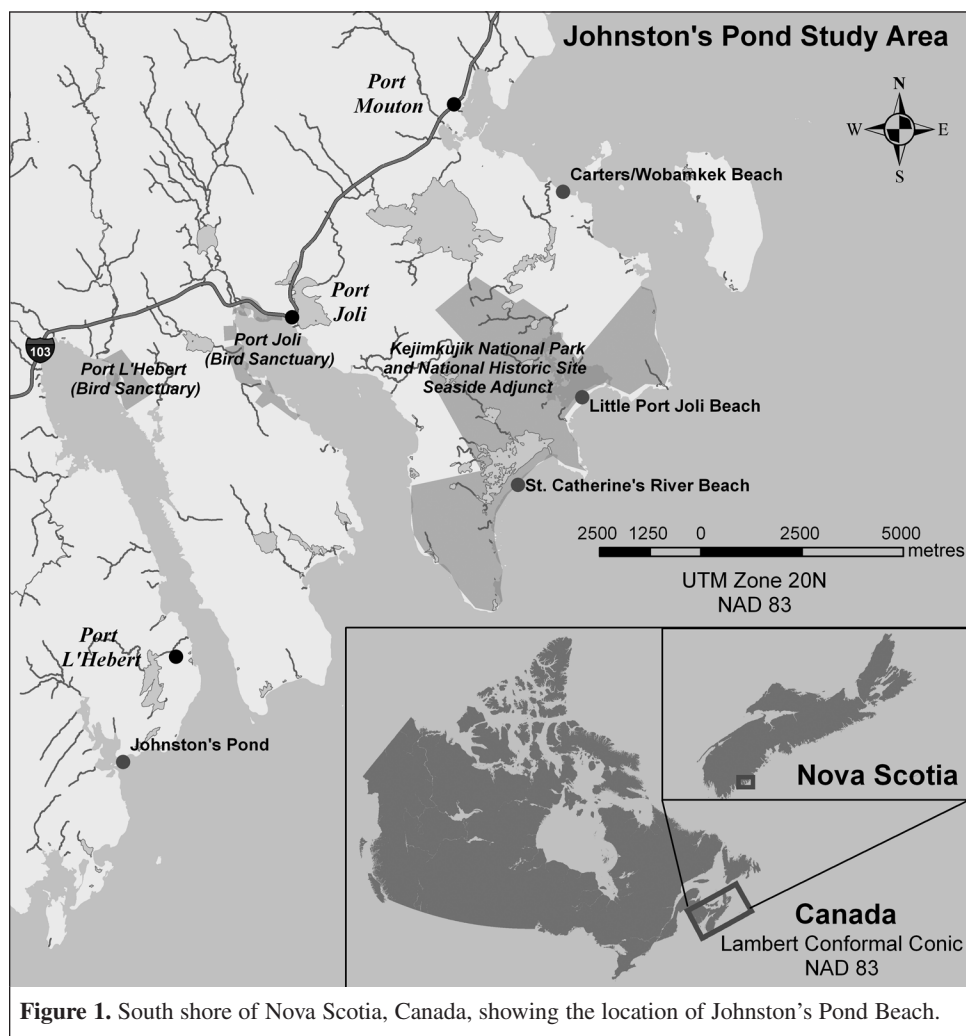 Johnston's Pond Study Area
Port
Mouton
N
W
E
S
Carters/Wobamkek Beach
Port
Joli
Port Joli
(Bird Sanctuary)
103
Port L'Hebert
(Bird Sanctuary)
Kejimkujik National Park
and National Historic Site
Seaside Adjunct
Little Port Joli Beach
St. Catherine's River Beach
2500 1250 0 2500 5000
metres
UTM Zone 20N
NAD 83
Port
L'Hebert
Johnston's Pond
Nova Scotia
Canada
Lambert Conformal Conic
NAD 83
Figure 1. South shore of Nova Scotia, Canada, showing the location of Johnston’s Pond Beach.